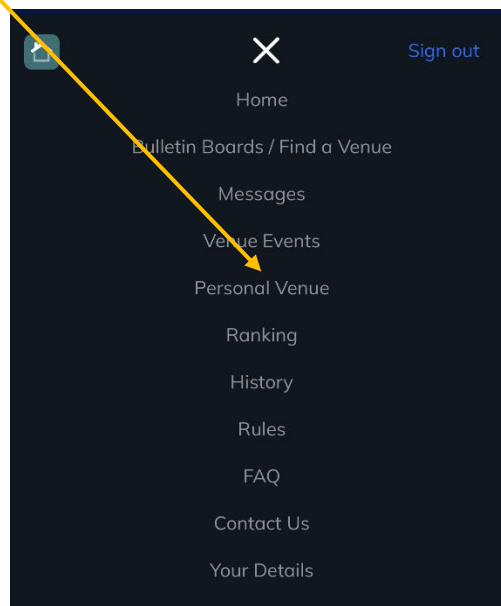 Sign out
Home
Bulletin Boards / Find a Venue
Messages
Venue Events
Personal Venue
Ranking
History
Rules
FAQ
Contact Us
Your Details